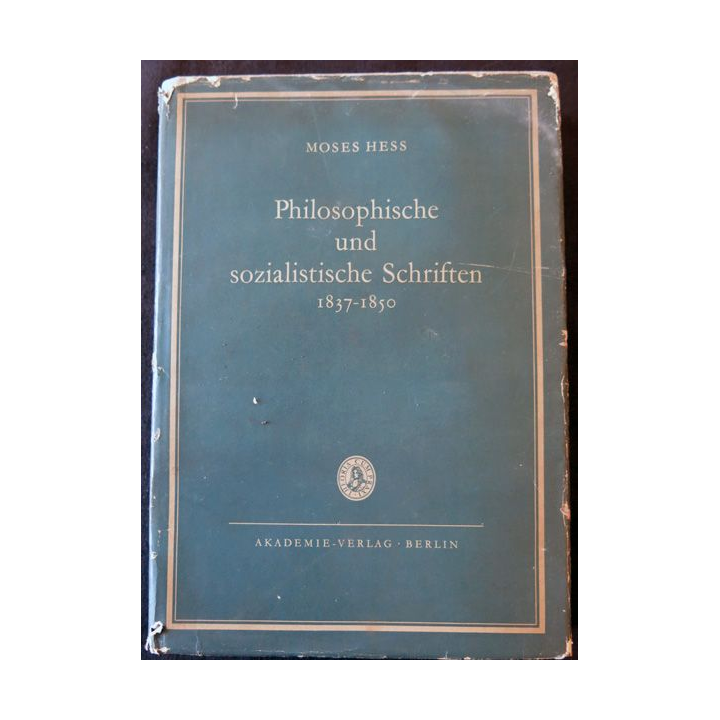 MOSES HESS
Philosophische
und
sozialistische Schriften
1837-1850
AKADEMIE-VERLAG · BERLIN